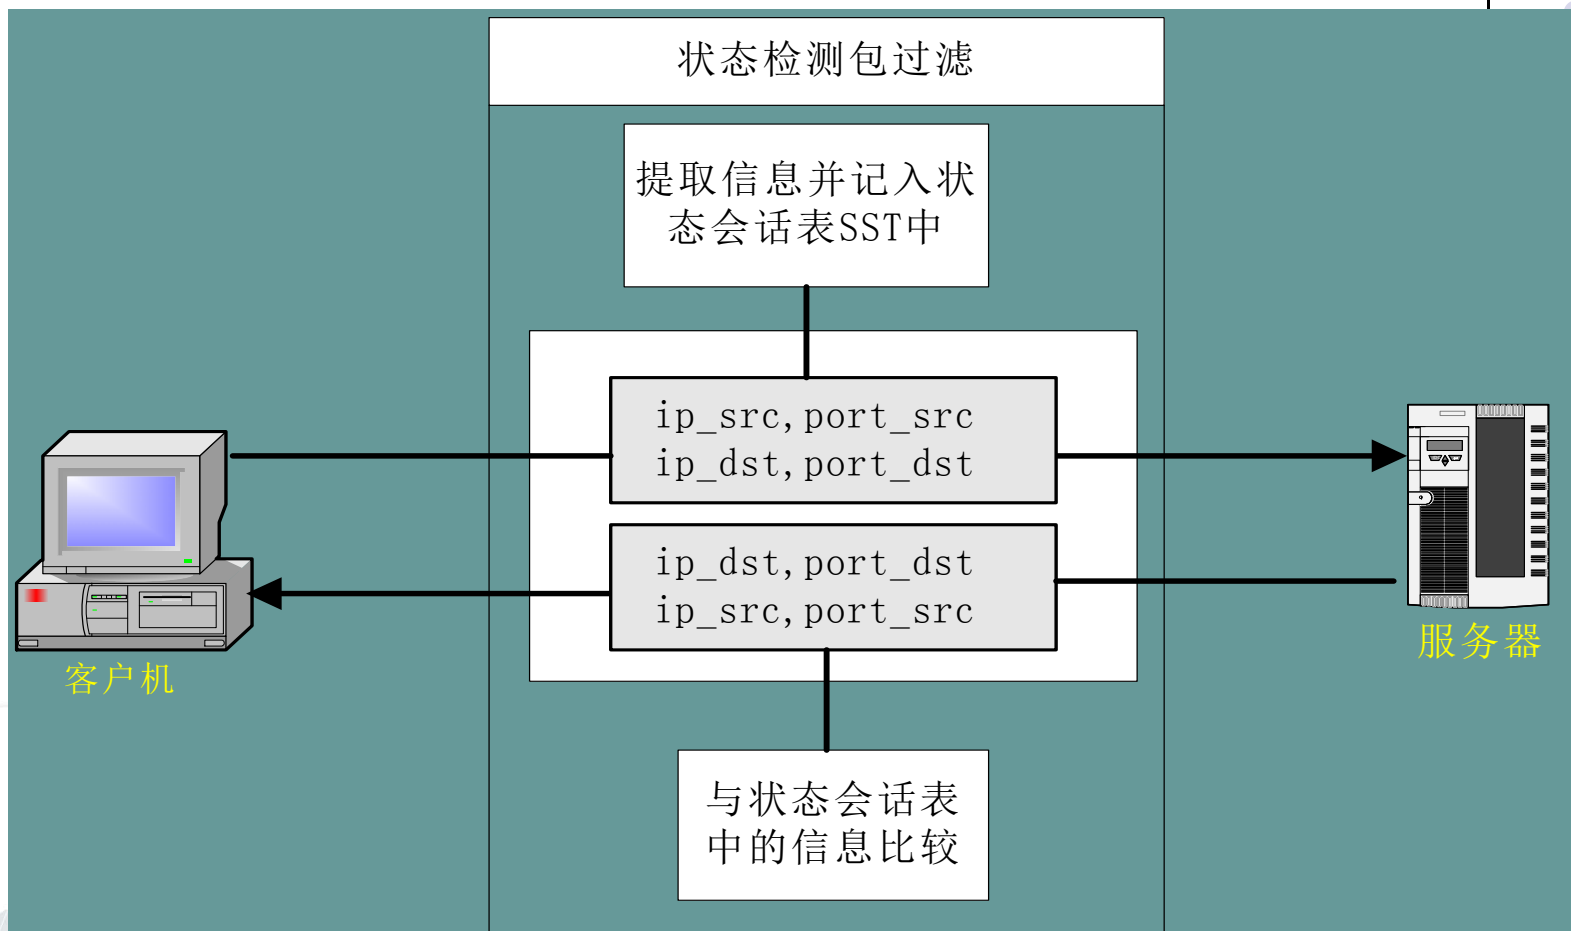 状态检测包过滤
提取信息并记入状
态会话表SST中
ip_src,port_src
ip_dst,port_dst
ip_dst,port_dst
ip_src,port_src
客户机
服务器
与状态会话表
中的信息比较